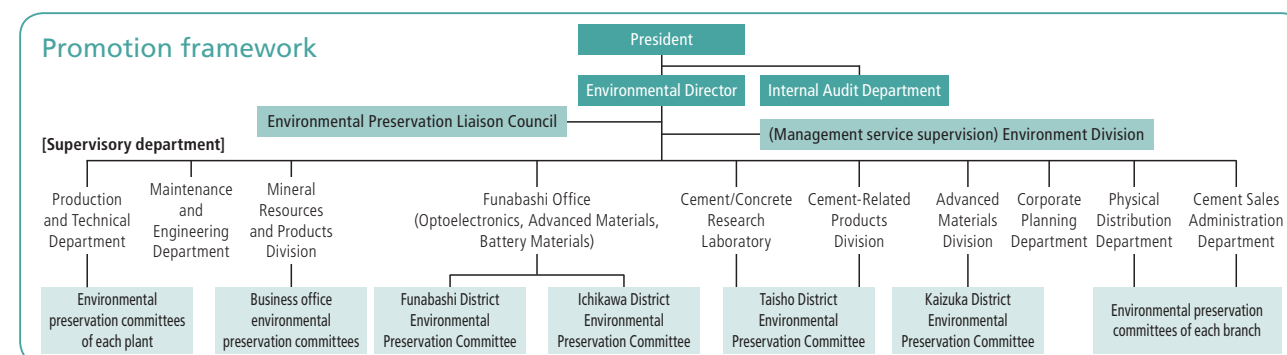 Promotion framework
President
Environmental Director
Internal Audit Department
Environmental Preservation Liaison Council
(Management service supervision) Environment Division
[Supervisory department]
Production
and Technical
Department
Maintenance
and
Engineering
Department
Mineral
Resources
and Products
Division
Funabashi Office
(Optoelectronics, Advanced Materials,
Battery Materials)
Cement/Concrete
Research
Laboratory
Cement-Related
Products
Division
Advanced
Materials
Division
Corporate
Planning
Department
Physical
Distribution
Department
Cement Sales
Administration
Department
Environmental
preservation committees
of each plant
Business office
environmental
preservation committees
Funabashi District
Environmental
Preservation Committee
Ichikawa District
Environmental
Preservation Committee
Taisho District
Environmental
Preservation Committee
Kaizuka District
Environmental
Preservation Committee
Environmental preservation
committees of each branch